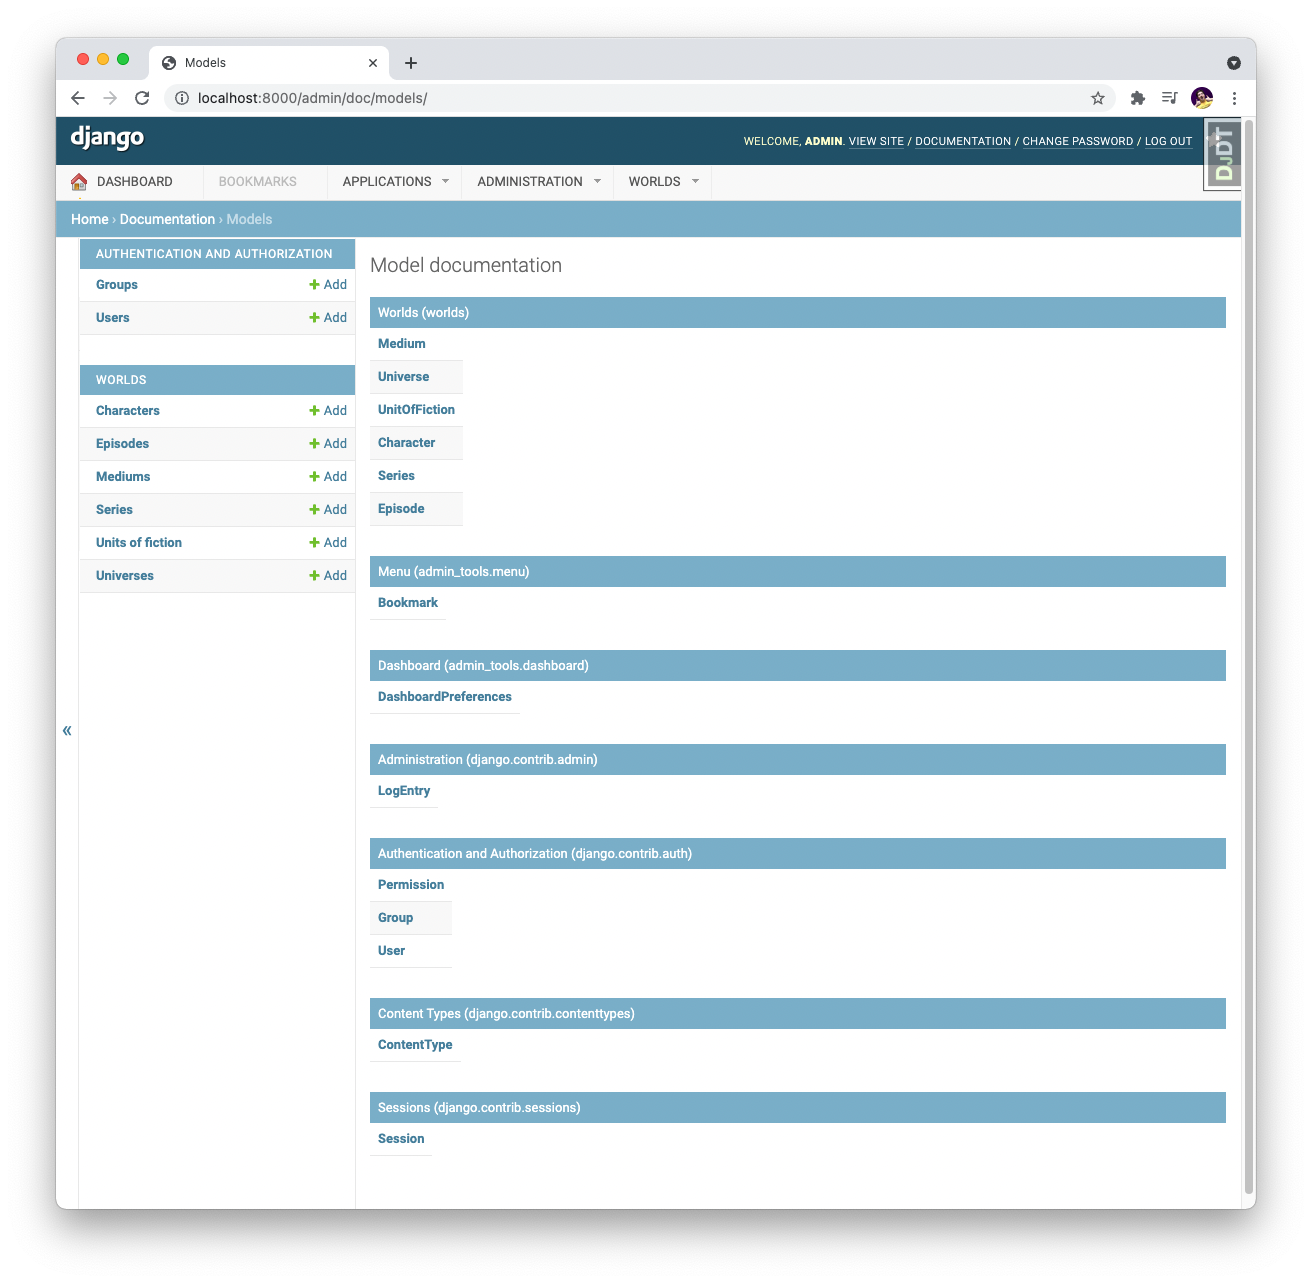 Models
localhost:8000/admin/doc/models/
django
WELCOME, ADMIN. VIEW SITE / DOCUMENTATION / CHANGE PASSWORD / LOG OUT
DjDT
DASHBOARD BOOKMARKS APPLICATIONS ADMINISTRATION WORLDS
Home › Documentation › Models
AUTHENTICATION AND AUTHORIZATION
Groups + Add
Users + Add
WORLDS
Characters + Add
Episodes + Add
Mediums + Add
Series + Add
Units of fiction + Add
Universes + Add
«
Model documentation
Worlds (worlds)
Medium
Universe
UnitOfFiction
Character
Series
Episode
Menu (admin_tools.menu)
Bookmark
Dashboard (admin_tools.dashboard)
DashboardPreferences
Administration (django.contrib.admin)
LogEntry
Authentication and Authorization (django.contrib.auth)
Permission
Group
User
Content Types (django.contrib.contenttypes)
ContentType
Sessions (django.contrib.sessions)
Session